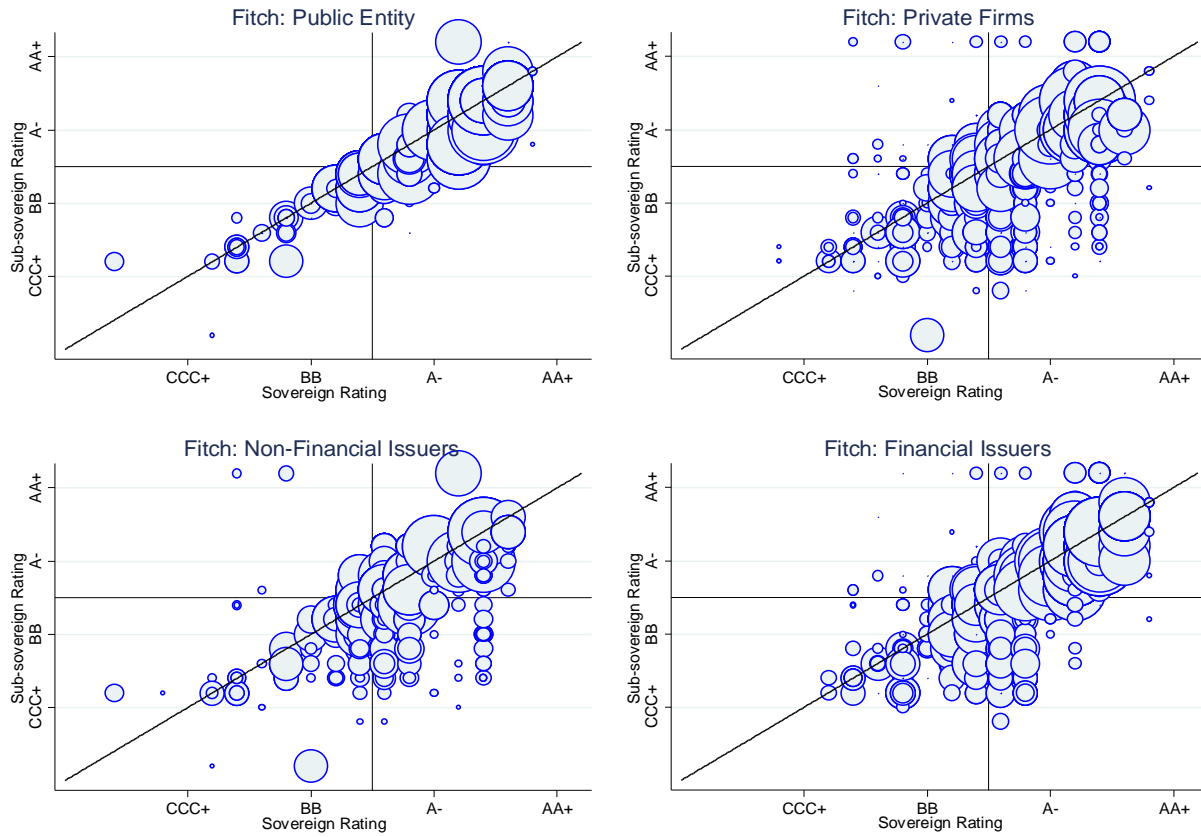 Fitch: Public Entity
AA+
A-
BB
CCC+
Sub-sovereign Rating
CCC+ BB A- AA+
Sovereign Rating
Fitch: Private Firms
AA+
A-
BB
CCC+
Sub-sovereign Rating
CCC+ BB A- AA+
Sovereign Rating
Fitch: Non-Financial Issuers
AA+
A-
BB
CCC+
Sub-sovereign Rating
CCC+ BB A- AA+
Sovereign Rating
Fitch: Financial Issuers
AA+
A-
BB
CCC+
Sub-sovereign Rating
CCC+ BB A- AA+
Sovereign Rating